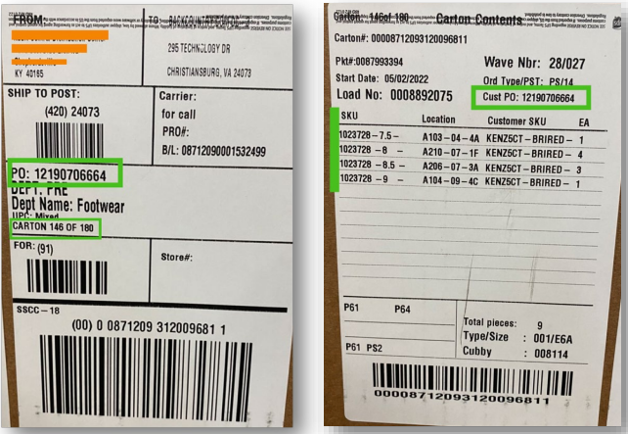 FROM:
KY 40165
TO:
295 TECHNOLOGY DR
CHRISTIANSBURG, VA 24073
SHIP TO POST:
(420) 24073
Carrier:
for call
PRO#:
B/L: 08712090001532499
PO: 12190706664
DEPT: PRE
Dept Name: Footwear
UPC: Mixed
CARTON 146 OF 180
FOR: (91)
Store#:
SSCC-18
(00) 0 0871209 312009681 1
Carton: 146of 180 Carton Contents
Carton# :00008712093120096811
Pkt#:0087993394
Wave Nbr: 28/027
Start Date: 05/02/2022
Ord Type/PST: PS/14
Load No: 0008892075
Cust PO: 12190706664
SKU Location Customer SKU EA
1023728-7.5- A103-04-4A KENZ5CT-BRIRED- 1
1023728-8 - A210-07-1F KENZ5CT-BRIRED- 4
1023728-8.5- A206-07-3A KENZ5CT-BRIRED- 3
1023728-9 - A104-09-4C KENZ5CT-BRIRED- 1
P61 P64
Total pieces: 9
Type/Size : 001/E6A
P61 PS2
Cubby : 008114
00008712093120096811